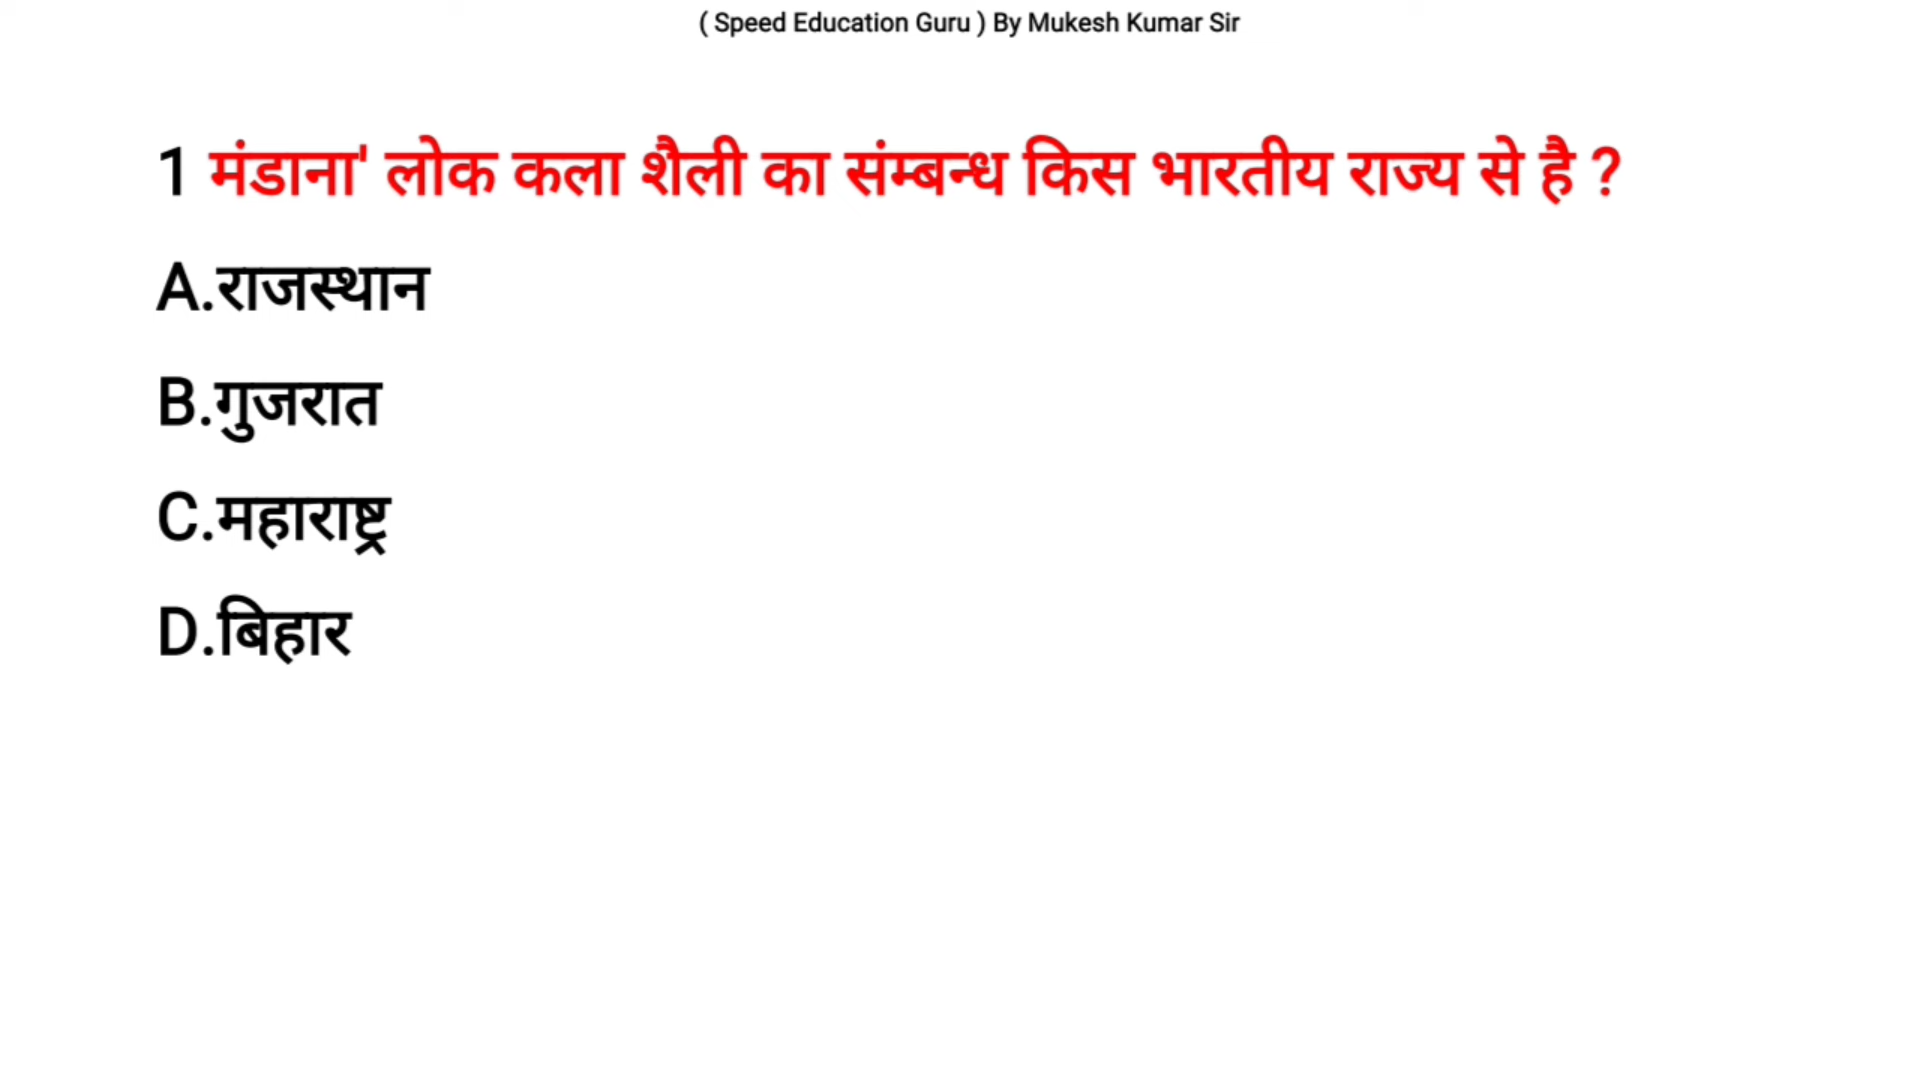 ( Speed Education Guru ) By Mukesh Kumar Sir
1 मंडाना' लोक कला शैली का संम्बन्ध किस भारतीय राज्य से है ?
A.राजस्थान
B.गुजरात
C.महाराष्ट्र
D.बिहार